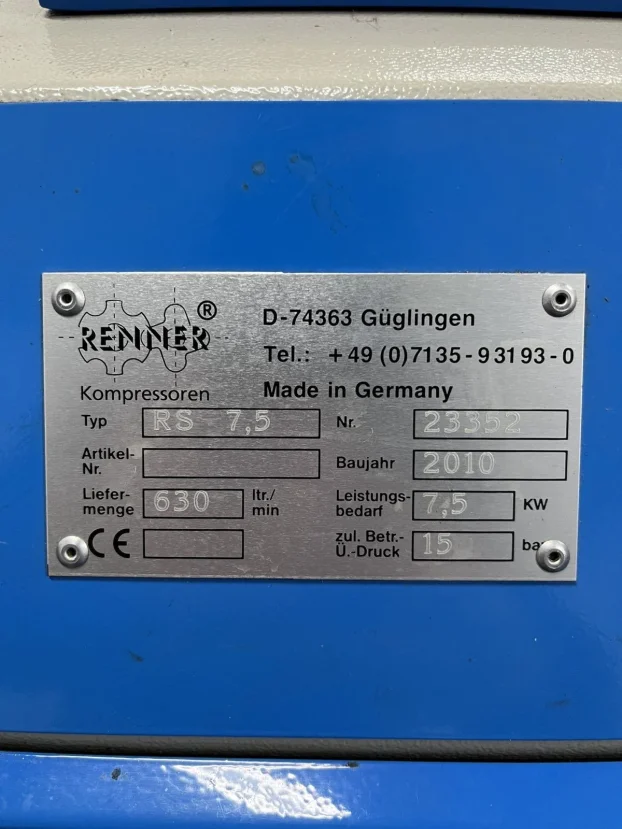 RENNER®
Kompressoren
D-74363 Güglingen
Tel.: +49 (0)7135-93193-0
Made in Germany
Typ RS 7,5
Nr. 23352
Artikel-
Nr.
Baujahr 2010
Liefer-
menge 630 ltr./
min
Leistungs-
bedarf 7,5 KW
CE
zul. Betr.-
Ü.-Druck 15 bar